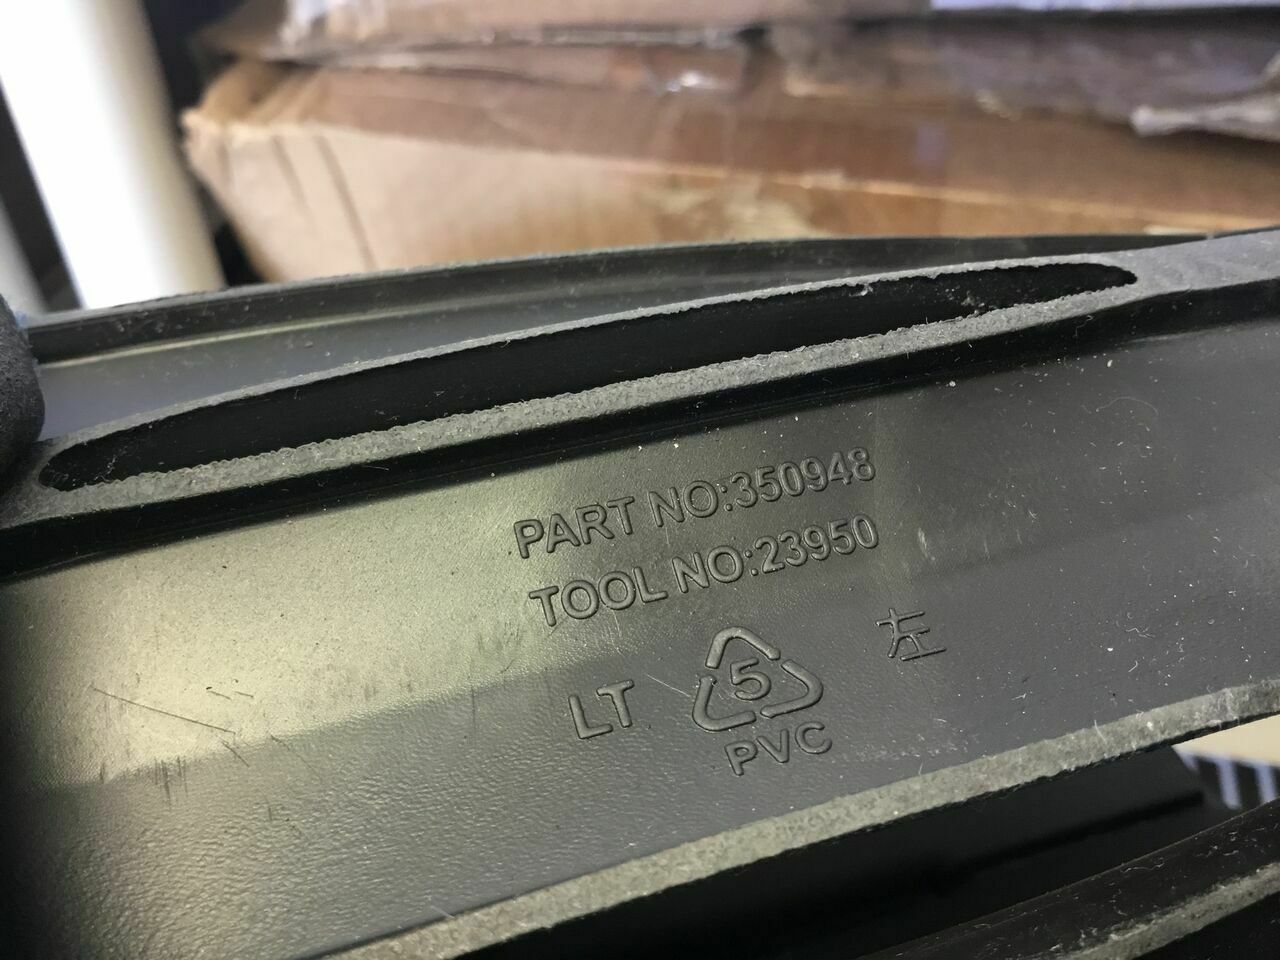 PART NO:350948
TOOL NO:23950
LT 5 左
PVC